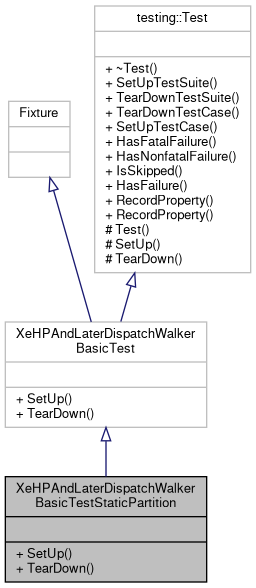 testing::Test
+ ~Test()
+ SetUpTestSuite()
+ TearDownTestSuite()
+ TearDownTestCase()
+ SetUpTestCase()
+ HasFatalFailure()
+ HasNonfatalFailure()
+ IsSkipped()
+ HasFailure()
+ RecordProperty()
+ RecordProperty()
# Test()
# SetUp()
# TearDown()
Fixture
XeHPAndLaterDispatchWalker
BasicTest
+ SetUp()
+ TearDown()
XeHPAndLaterDispatchWalker
BasicTestStaticPartition
+ SetUp()
+ TearDown()